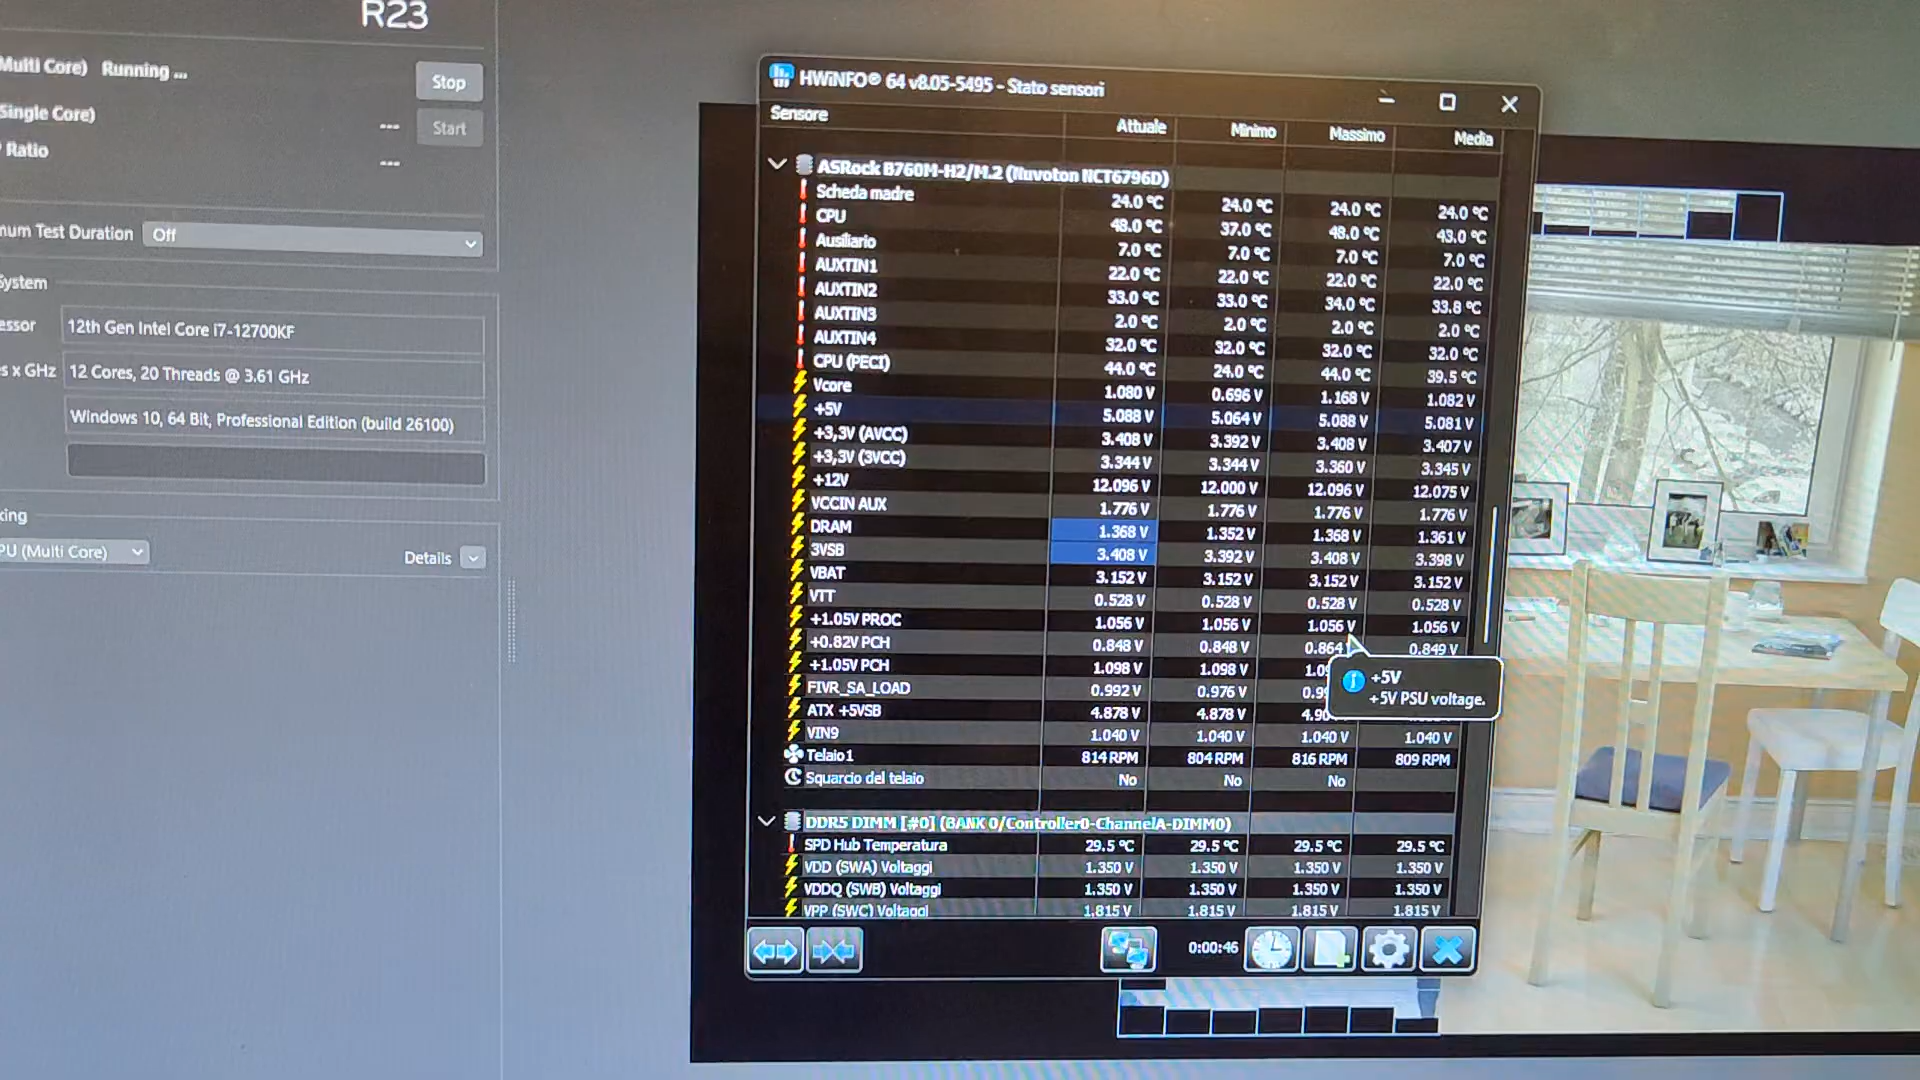 R23
Multi Core) Running ...
Stop
Single Core)
---
Start
Ratio
---
num Test Duration
Off
System
essor
12th Gen Intel Core i7-12700KF
s x GHz
12 Cores, 20 Threads @ 3.61 GHz
Windows 10, 64 Bit, Professional Edition (build 26100)
king
PU (Multi Core)
Details
HWiNFO® 64 v8.05-5495 - Stato sensori
Sensore Attuale Minimo Massimo Media
ASRock B760M-H2/M.2 (Nuvoton NCT6796D)
Scheda madre 24.0 °C 24.0 °C 24.0 °C 24.0 °C
CPU 48.0 °C 37.0 °C 48.0 °C 43.0 °C
Ausiliario 7.0 °C 7.0 °C 7.0 °C 7.0 °C
AUXTIN1 22.0 °C 22.0 °C 22.0 °C 22.0 °C
AUXTIN2 33.0 °C 33.0 °C 34.0 °C 33.8 °C
AUXTIN3 2.0 °C 2.0 °C 2.0 °C 2.0 °C
AUXTIN4 32.0 °C 32.0 °C 32.0 °C 32.0 °C
CPU (PECI) 44.0 °C 24.0 °C 44.0 °C 39.5 °C
Vcore 1.080 V 0.696 V 1.168 V 1.082 V
+5V 5.088 V 5.064 V 5.088 V 5.081 V
+3,3V (AVCC) 3.408 V 3.392 V 3.408 V 3.407 V
+3,3V (3VCC) 3.344 V 3.344 V 3.360 V 3.345 V
+12V 12.096 V 12.000 V 12.096 V 12.075 V
VCCIN AUX 1.776 V 1.776 V 1.776 V 1.776 V
DRAM 1.368 V 1.352 V 1.368 V 1.361 V
3VSB 3.408 V 3.392 V 3.408 V 3.398 V
VBAT 3.152 V 3.152 V 3.152 V 3.152 V
VTT 0.528 V 0.528 V 0.528 V 0.528 V
+1.05V PROC 1.056 V 1.056 V 1.056 V 1.056 V
+0.82V PCH 0.848 V 0.848 V 0.864 0.849 V
+1.05V PCH 1.098 V 1.098 V 1.09
FIVR_SA_LOAD 0.992 V 0.976 V 0.99
ATX +5VSB 4.878 V 4.878 V 4.90
VIN9 1.040 V 1.040 V 1.040 V 1.040 V
Telaio1 814 RPM 804 RPM 816 RPM 809 RPM
Squarcio del telaio No No No
+5V
+5V PSU voltage.
DDR5 DIMM [#0] (BANK 0/Controller0-ChannelA-DIMM0)
SPD Hub Temperatura 29.5 °C 29.5 °C 29.5 °C 29.5 °C
VDD (SWA) Voltaggi 1.350 V 1.350 V 1.350 V 1.350 V
VDDQ (SWB) Voltaggi 1.350 V 1.350 V 1.350 V 1.350 V
VPP (SWC) Voltaggi 1.815 V 1.815 V 1.815 V 1.815 V
0:00:46